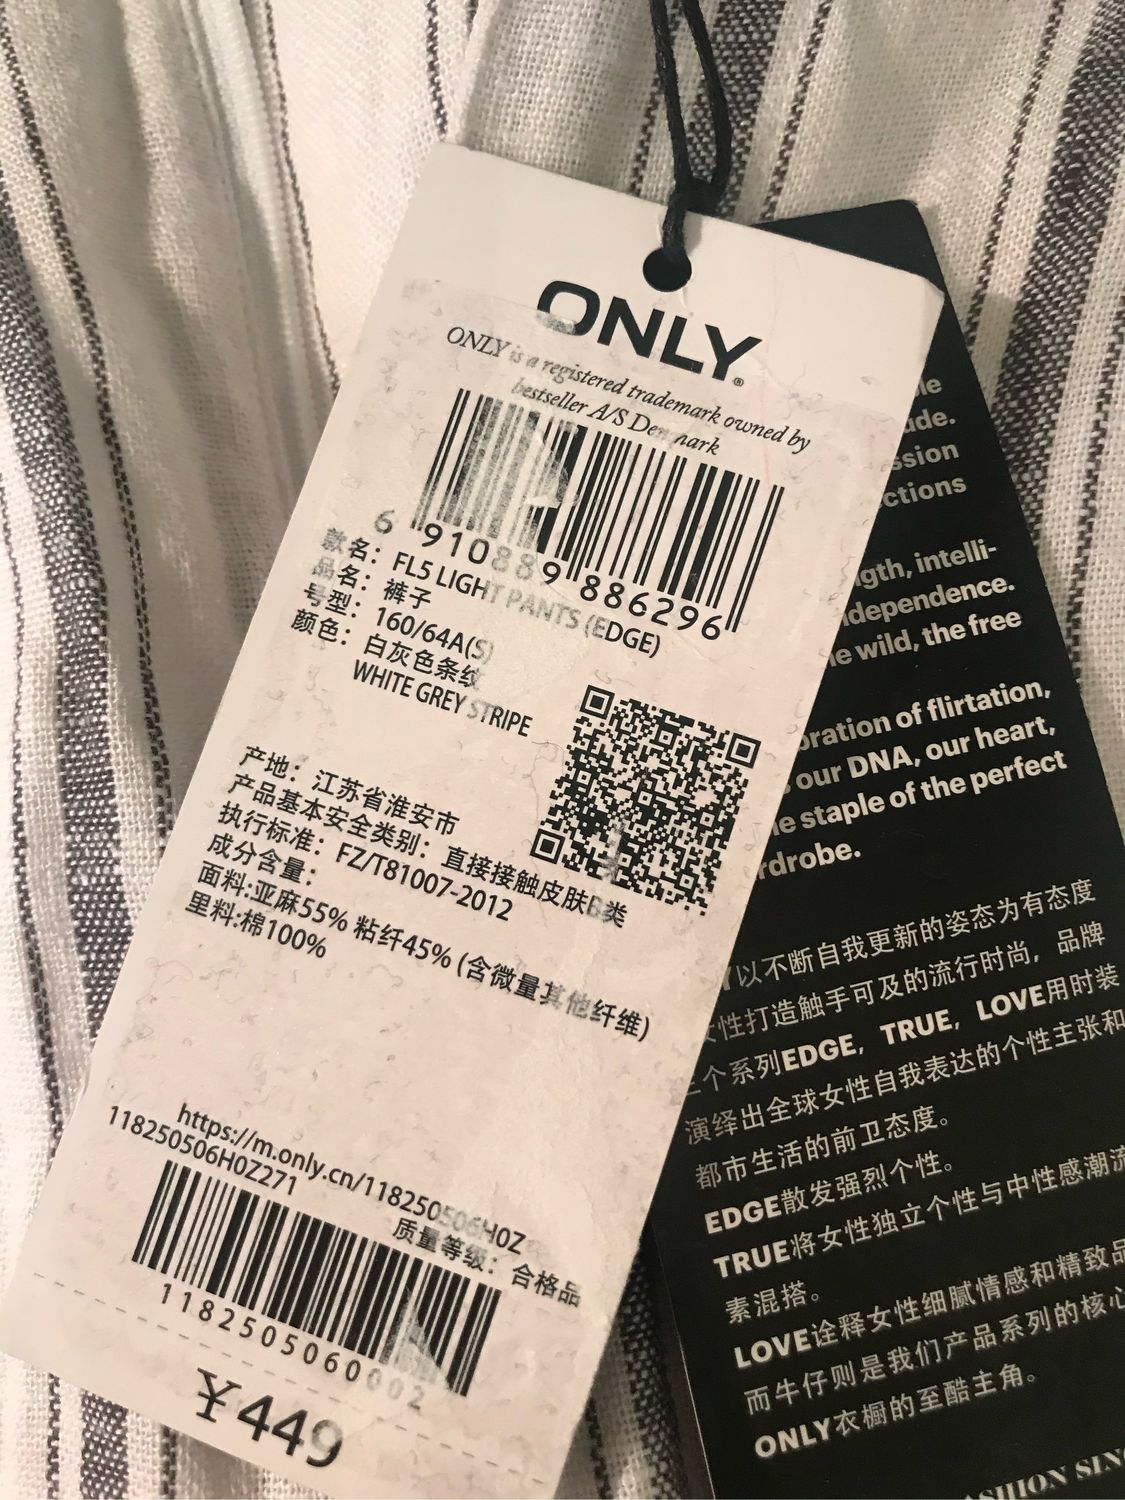 ONLY®
ONLY is a registered trademark owned by
bestseller A/S Denmark
6 910889 886296
款名：FL5 LIGHT PANTS (EDGE)
品名：裤子
号型：160/64A(S)
颜色：白灰色条纹
WHITE GREY STRIPE
产地：江苏省淮安市
产品基本安全类别：直接接触皮肤B类
执行标准：FZ/T81007-2012
成分含量：
面料:亚麻55% 粘纤45% (含微量其他纤维)
里料:棉100%
https://m.only.cn/118250506H0Z
118250506H0Z271
质量等级：合格品
1182505060002
¥449
ssion
ctions
gth, intelli-
dependence.
e wild, the free
bration of flirtation,
our DNA, our heart,
e staple of the perfect
rdrobe.
以不断自我更新的姿态为有态度
性打造触手可及的流行时尚，品牌
三个系列EDGE，TRUE，LOVE用时装
演绎出全球女性自我表达的个性主张和
都市生活的前卫态度。
EDGE散发强烈个性。
TRUE将女性独立个性与中性感潮流
素混搭。
LOVE诠释女性细腻情感和精致品
而牛仔则是我们产品系列的核心
ONLY衣橱的至酷主角。
ASHION SINC